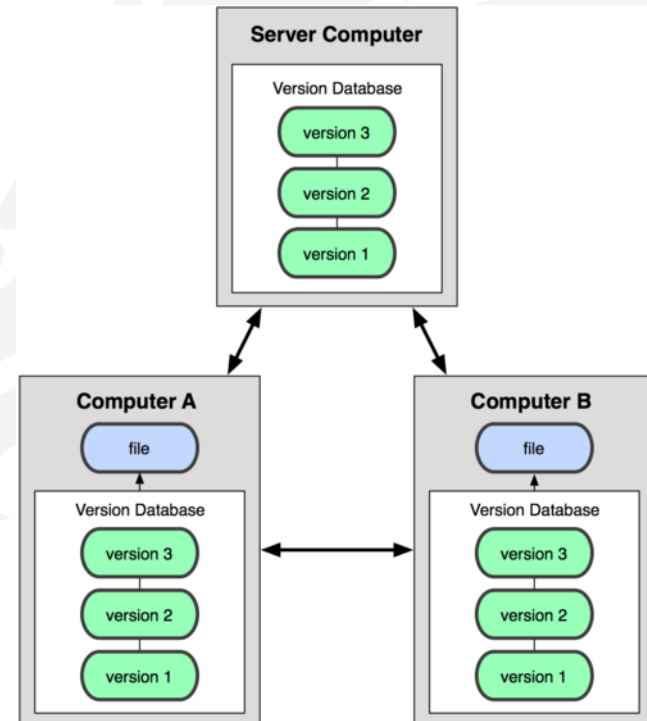 Server Computer
Version Database
version 3
version 2
version 1
Computer A
file
Version Database
version 3
version 2
version 1
Computer B
file
Version Database
version 3
version 2
version 1